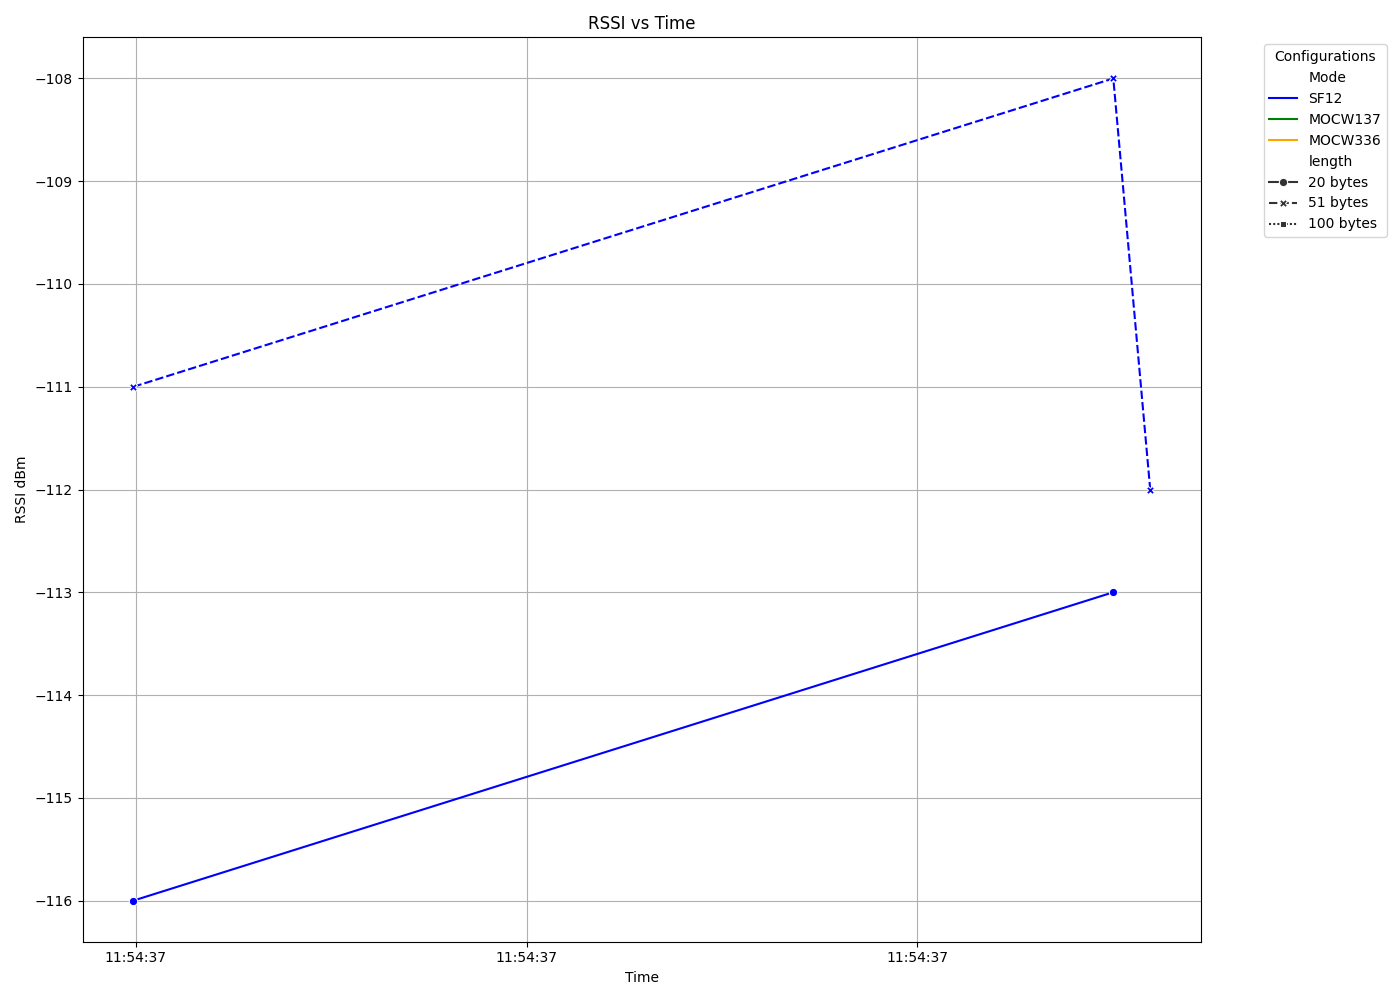 RSSI vs Time
−108
−109
−110
−111
−112
−113
−114
−115
−116
RSSI dBm
11:54:37
11:54:37
11:54:37
Time
Configurations
Mode
SF12
MOCW137
MOCW336
length
20 bytes
51 bytes
100 bytes